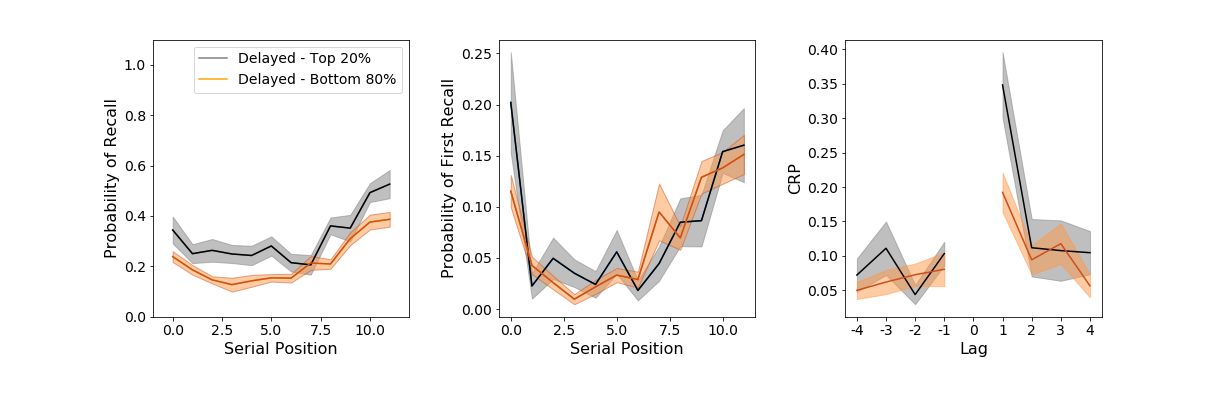 Probability of Recall
1.0
0.8
0.6
0.4
0.2
0.0
Delayed - Top 20%
Delayed - Bottom 80%
0.0 2.5 5.0 7.5 10.0
Serial Position
Probability of First Recall
0.25
0.20
0.15
0.10
0.05
0.00
0.0 2.5 5.0 7.5 10.0
Serial Position
CRP
0.40
0.35
0.30
0.25
0.20
0.15
0.10
0.05
-4 -3 -2 -1 0 1 2 3 4
Lag